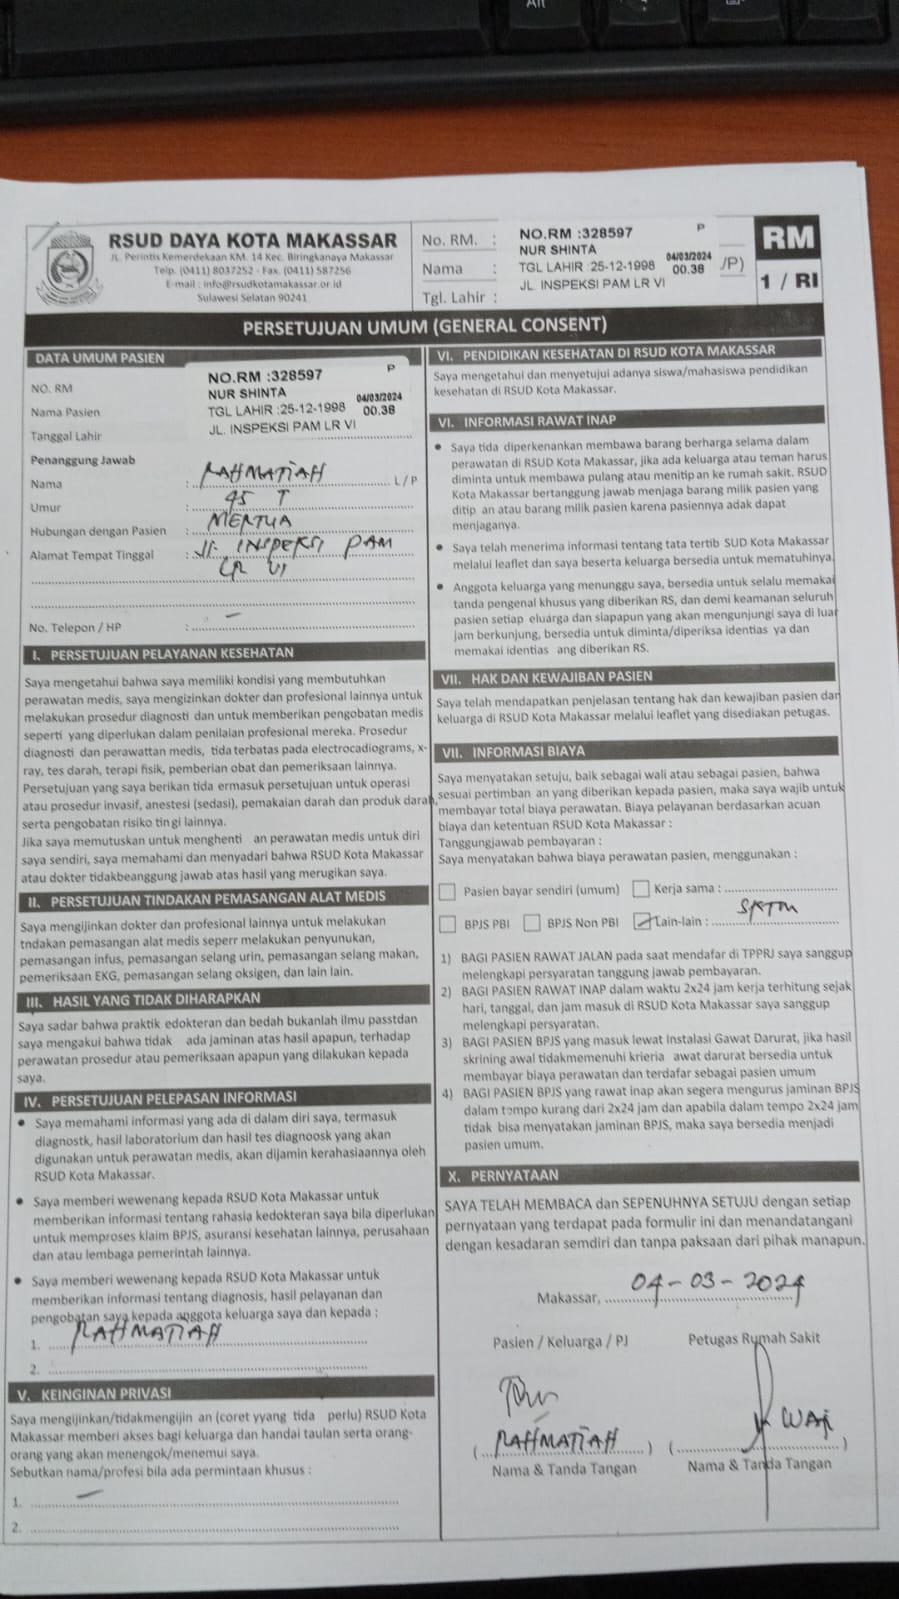 Alt
RSUD DAYA KOTA MAKASSAR
JL. Perintis Kemerdekaan KM. 14 Kec. Biringkanaya Makassar
Telp. (0411) 8037252 - Fax. (0411) 587256
E-mail : info@rsudkotamakassar.or.id
Sulawesi Selatan 90241
No. RM. :
Nama :
Tgl. Lahir :
NO.RM :328597 P
NUR SHINTA
TGL LAHIR :25-12-1998 04/03/2024 00.38
JL. INSPEKSI PAM LR VI
/P)
RM
1 / RI
PERSETUJUAN UMUM (GENERAL CONSENT)
DATA UMUM PASIEN
NO. RM
Nama Pasien
Tanggal Lahir
NO.RM :328597 P
NUR SHINTA
TGL LAHIR :25-12-1998 04/03/2024 00.38
JL. INSPEKSI PAM LR VI
Penanggung Jawab
Nama : RAHMATIAH L / P
Umur : 45 T
Hubungan dengan Pasien : MERTUA
Alamat Tempat Tinggal : Jl. INSPEKSI PAM
LR VI
No. Telepon / HP : -
I. PERSETUJUAN PELAYANAN KESEHATAN
Saya mengetahui bahwa saya memiliki kondisi yang membutuhkan
perawatan medis, saya mengizinkan dokter dan profesional lainnya untuk
melakukan prosedur diagnosti dan untuk memberikan pengobatan medis
seperti yang diperlukan dalam penilaian profesional mereka. Prosedur
diagnosti dan perawattan medis, tida terbatas pada electrocadiograms, x-
ray, tes darah, terapi fisik, pemberian obat dan pemeriksaan lainnya.
Persetujuan yang saya berikan tida ermasuk persetujuan untuk operasi
atau prosedur invasif, anestesi (sedasi), pemakaian darah dan produk darah,
serta pengobatan risiko tin gi lainnya.
Jika saya memutuskan untuk menghenti an perawatan medis untuk diri
saya sendiri, saya memahami dan menyadari bahwa RSUD Kota Makassar
atau dokter tidakbeanggung jawab atas hasil yang merugikan saya.
II. PERSETUJUAN TINDAKAN PEMASANGAN ALAT MEDIS
Saya mengijinkan dokter dan profesional lainnya untuk melakukan
tndakan pemasangan alat medis seperr melakukan penyunukan,
pemasangan infus, pemasangan selang urin, pemasangan selang makan,
pemeriksaan EKG, pemasangan selang oksigen, dan lain lain.
III. HASIL YANG TIDAK DIHARAPKAN
Saya sadar bahwa praktik edokteran dan bedah bukanlah ilmu passtdan
saya mengakui bahwa tidak ada jaminan atas hasil apapun, terhadap
perawatan prosedur atau pemeriksaan apapun yang dilakukan kepada
saya.
IV. PERSETUJUAN PELEPASAN INFORMASI
• Saya memahami informasi yang ada di dalam diri saya, termasuk
diagnostk, hasil laboratorium dan hasil tes diagnoosk yang akan
digunakan untuk perawatan medis, akan dijamin kerahasiaannya oleh
RSUD Kota Makassar.
• Saya memberi wewenang kepada RSUD Kota Makassar untuk
memberikan informasi tentang rahasia kedokteran saya bila diperlukan
untuk memproses klaim BPJS, asuransi kesehatan lainnya, perusahaan
dan atau lembaga pemerintah lainnya.
• Saya memberi wewenang kepada RSUD Kota Makassar untuk
memberikan informasi tentang diagnosis, hasil pelayanan dan
pengobatan saya kepada anggota keluarga saya dan kepada :
1. RAHMATIAH
2.
V. KEINGINAN PRIVASI
Saya mengijinkan/tidakmengijin an (coret yyang tida perlu) RSUD Kota
Makassar memberi akses bagi keluarga dan handai taulan serta orang-
orang yang akan menengok/menemui saya.
Sebutkan nama/profesi bila ada permintaan khusus :
1. -
2.
VI. PENDIDIKAN KESEHATAN DI RSUD KOTA MAKASSAR
Saya mengetahui dan menyetujui adanya siswa/mahasiswa pendidikan
kesehatan di RSUD Kota Makassar.
VI. INFORMASI RAWAT INAP
• Saya tida diperkenankan membawa barang berharga selama dalam
perawatan di RSUD Kota Makassar, jika ada keluarga atau teman harus
diminta untuk membawa pulang atau menitip an ke rumah sakit. RSUD
Kota Makassar bertanggung jawab menjaga barang milik pasien yang
ditip an atau barang milik pasien karena pasiennya adak dapat
menjaganya.
• Saya telah menerima informasi tentang tata tertib SUD Kota Makassar
melalui leaflet dan saya beserta keluarga bersedia untuk mematuhinya.
• Anggota keluarga yang menunggu saya, bersedia untuk selalu memakai
tanda pengenal khusus yang diberikan RS, dan demi keamanan seluruh
pasien setiap eluarga dan siapapun yang akan mengunjungi saya di luar
jam berkunjung, bersedia untuk diminta/diperiksa identias ya dan
memakai identias ang diberikan RS.
VII. HAK DAN KEWAJIBAN PASIEN
Saya telah mendapatkan penjelasan tentang hak dan kewajiban pasien dan
keluarga di RSUD Kota Makassar melalui leaflet yang disediakan petugas.
VII. INFORMASI BIAYA
Saya menyatakan setuju, baik sebagai wali atau sebagai pasien, bahwa
sesuai pertimban an yang diberikan kepada pasien, maka saya wajib untuk
membayar total biaya perawatan. Biaya pelayanan berdasarkan acuan
biaya dan ketentuan RSUD Kota Makassar :
Tanggungjawab pembayaran :
Saya menyatakan bahwa biaya perawatan pasien, menggunakan :
Pasien bayar sendiri (umum) Kerja sama :
BPJS PBI BPJS Non PBI Lain-lain : SKTM
1) BAGI PASIEN RAWAT JALAN pada saat mendafar di TPPRJ saya sanggup
melengkapi persyaratan tanggung jawab pembayaran.
2) BAGI PASIEN RAWAT INAP dalam waktu 2x24 jam kerja terhitung sejak
hari, tanggal, dan jam masuk di RSUD Kota Makassar saya sanggup
melengkapi persyaratan.
3) BAGI PASIEN BPJS yang masuk lewat Instalasi Gawat Darurat, jika hasil
skrining awal tidakmemenuhi krieria awat darurat bersedia untuk
membayar biaya perawatan dan terdafar sebagai pasien umum
4) BAGI PASIEN BPJS yang rawat inap akan segera mengurus jaminan BPJS
dalam tempo kurang dari 2x24 jam dan apabila dalam tempo 2x24 jam
tidak bisa menyatakan jaminan BPJS, maka saya bersedia menjadi
pasien umum.
X. PERNYATAAN
SAYA TELAH MEMBACA dan SEPENUHNYA SETUJU dengan setiap
pernyataan yang terdapat pada formulir ini dan menandatangani
dengan kesadaran semdiri dan tanpa paksaan dari pihak manapun.
Makassar, 04-03-2024
Pasien / Keluarga / PJ Petugas Rumah Sakit
( RAHMATIAH ) ( )
Nama & Tanda Tangan Nama & Tanda Tangan